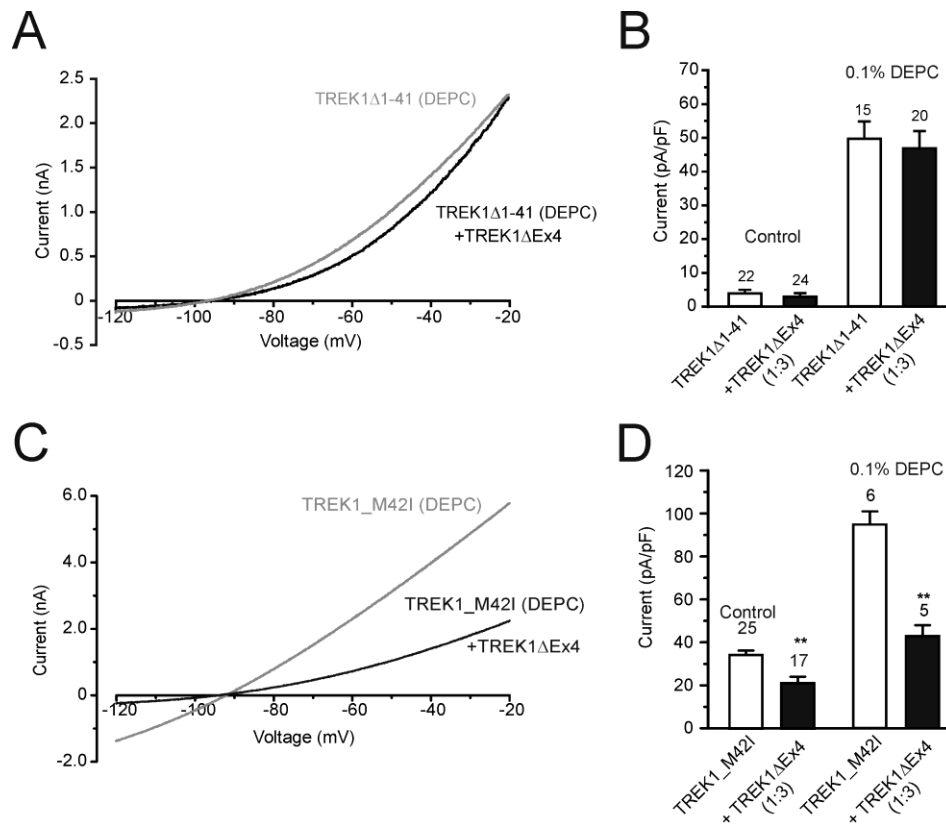 A
2.5
2.0
1.5
1.0
0.5
0
-0.5
Current (nA)
TREK1Δ1-41 (DEPC)
TREK1Δ1-41 (DEPC)
+TREK1ΔEx4
-120
-100
-80
-60
-40
-20
Voltage (mV)
B
0.1% DEPC
70
60
50
40
30
20
10
0
Current (pA/pF)
Control
22
24
15
20
TREK1Δ1-41
+TREK1ΔEx4
(1:3)
TREK1Δ1-41
+TREK1ΔEx4
(1:3)
C
6.0
4.0
2.0
0
-2.0
Current (nA)
TREK1_M42I (DEPC)
TREK1_M42I (DEPC)
+TREK1ΔEx4
-120
-100
-80
-60
-40
-20
Voltage (mV)
D
0.1% DEPC
120
100
80
60
40
20
0
Current (pA/pF)
Control
25
**
17
6
**
5
TREK1_M42I
+ TREK1ΔEx4
(1:3)
TREK1_M42I
+ TREK1ΔEx4
(1:3)